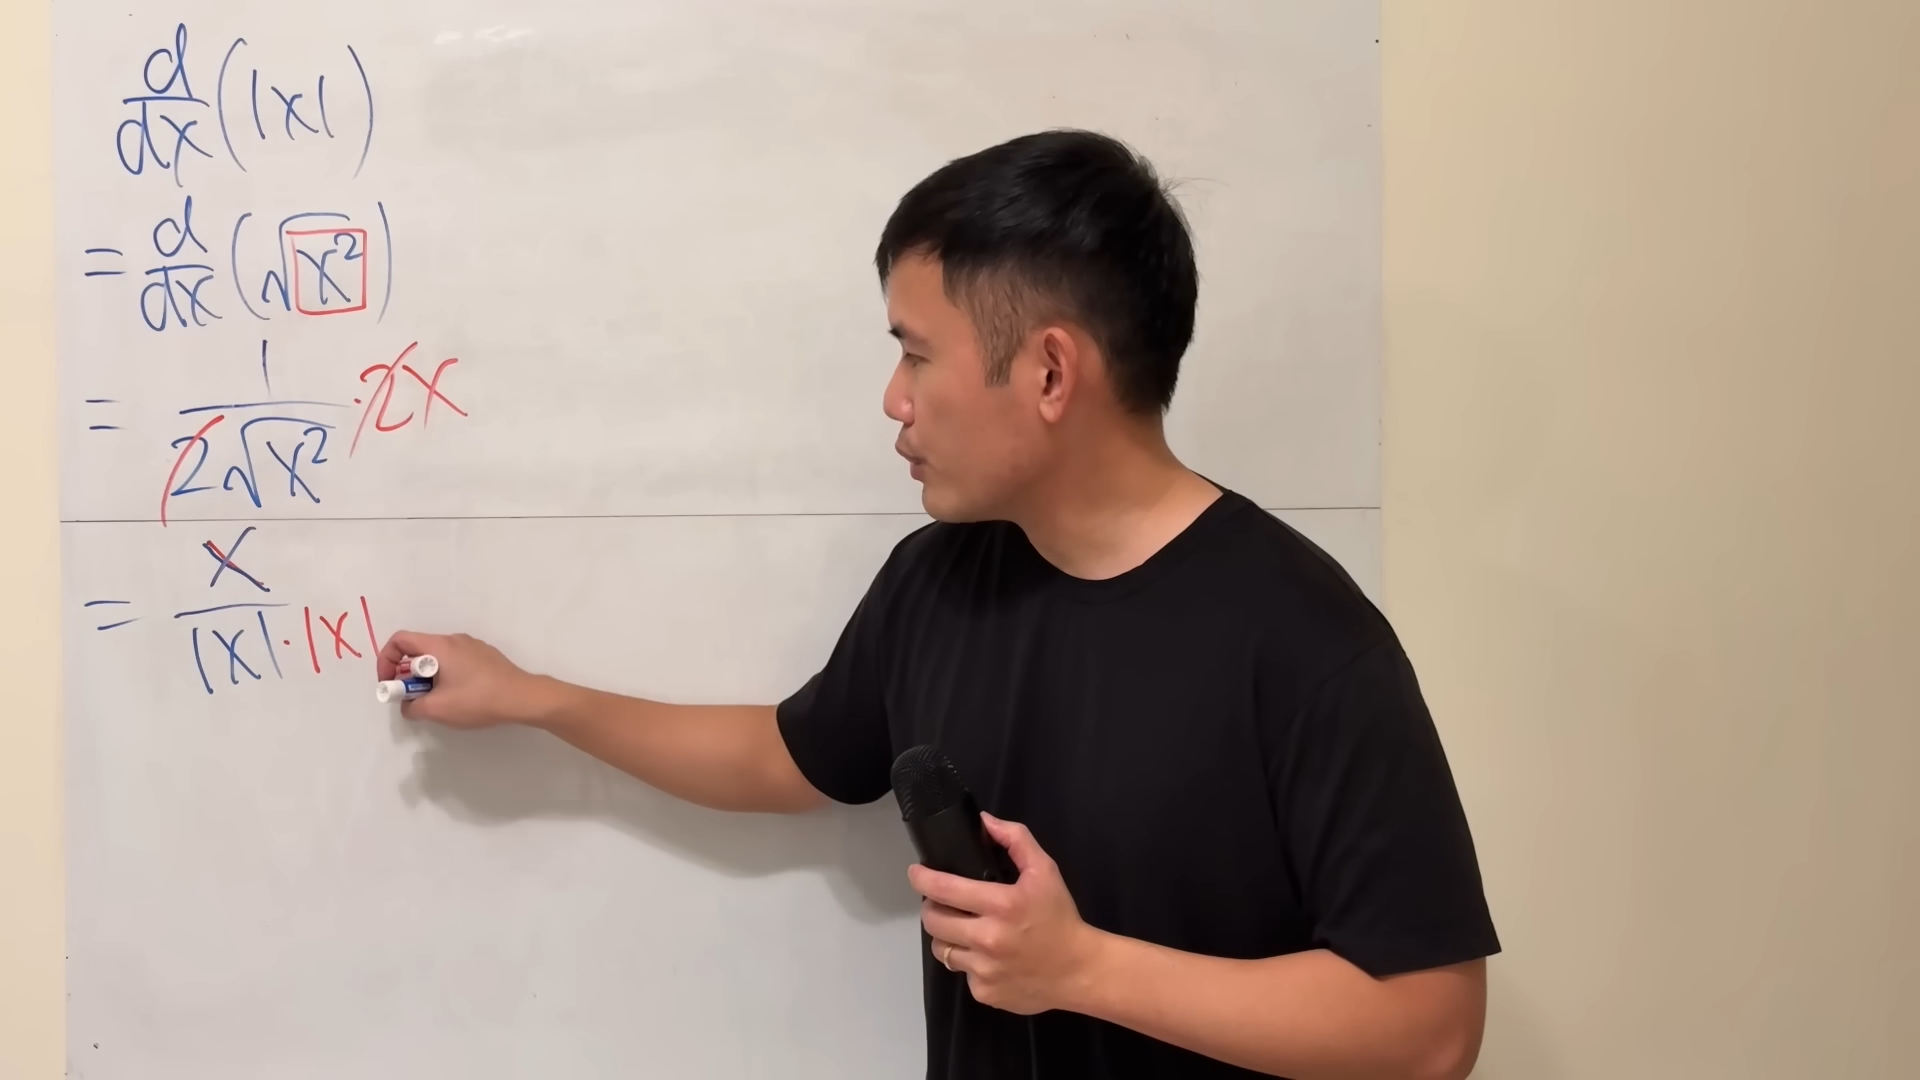 d/dx (|x|)
= d/dx (√x²)
= 1/(2√x²) · 2x
= x/(|x| · |x|